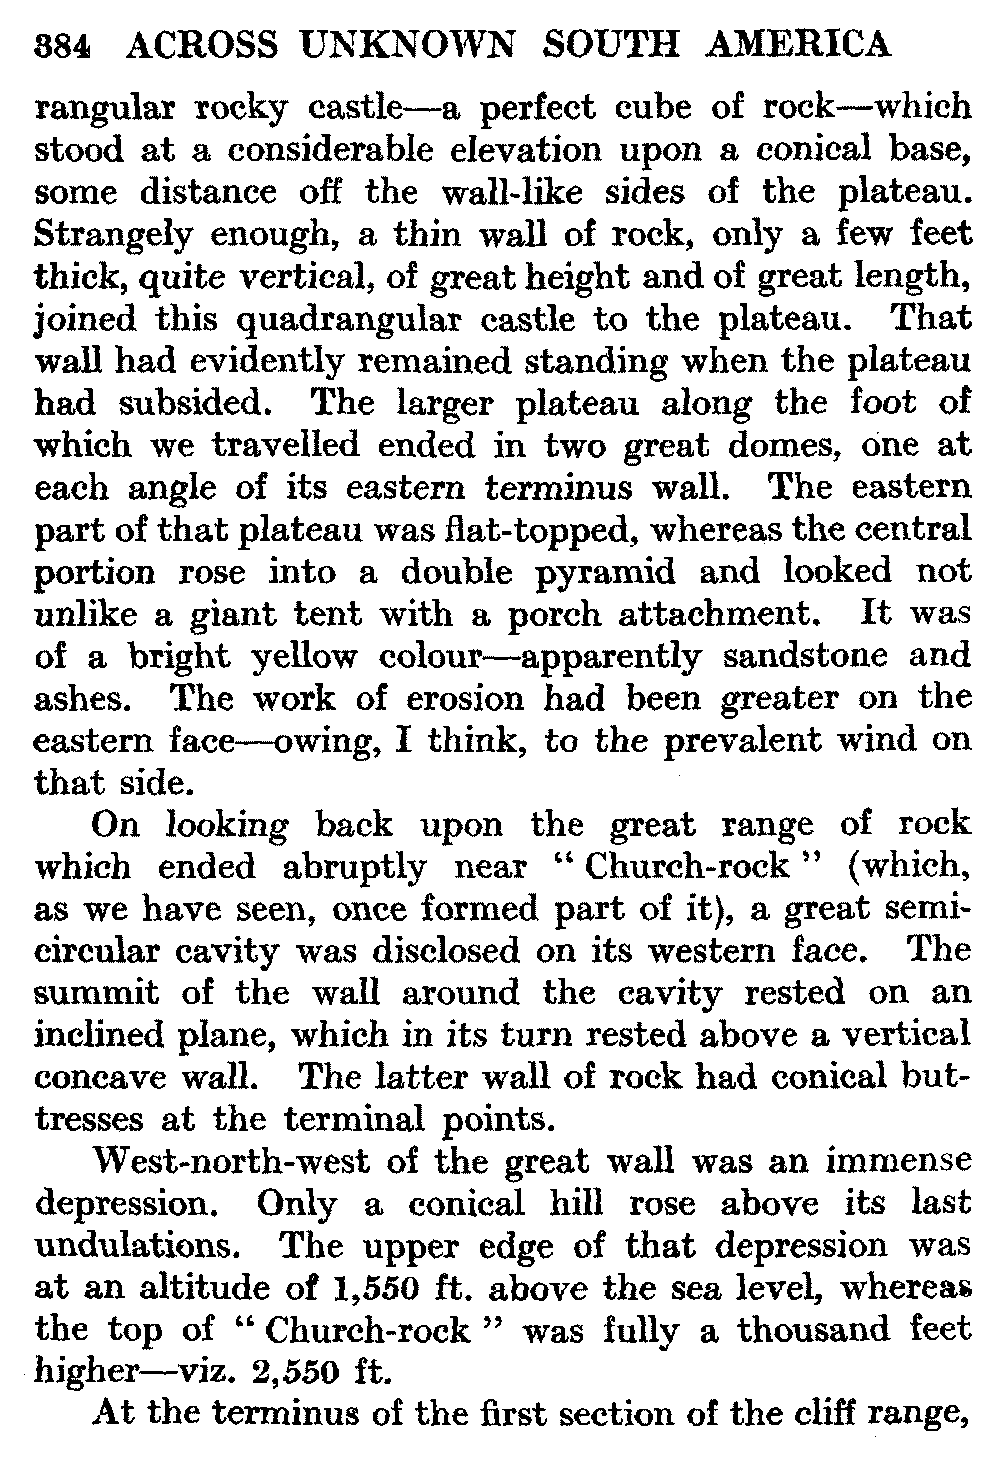 384 ACROSS UNKNOWN SOUTH AMERICA
rangular rocky castle—a perfect cube of rock—which
stood at a considerable elevation upon a conical base,
some distance off the wall-like sides of the plateau.
Strangely enough, a thin wall of rock, only a few feet
thick, quite vertical, of great height and of great length,
joined this quadrangular castle to the plateau. That
wall had evidently remained standing when the plateau
had subsided. The larger plateau along the foot of
which we travelled ended in two great domes, one at
each angle of its eastern terminus wall. The eastern
part of that plateau was flat-topped, whereas the central
portion rose into a double pyramid and looked not
unlike a giant tent with a porch attachment. It was
of a bright yellow colour—apparently sandstone and
ashes. The work of erosion had been greater on the
eastern face—owing, I think, to the prevalent wind on
that side.
On looking back upon the great range of rock
which ended abruptly near “ Church-rock ” (which,
as we have seen, once formed part of it), a great semi-
circular cavity was disclosed on its western face. The
summit of the wall around the cavity rested on an
inclined plane, which in its turn rested above a vertical
concave wall. The latter wall of rock had conical but-
tresses at the terminal points.
West-north-west of the great wall was an immense
depression. Only a conical hill rose above its last
undulations. The upper edge of that depression was
at an altitude of 1,550 ft. above the sea level, whereas
the top of “ Church-rock ” was fully a thousand feet
higher—viz. 2,550 ft.
At the terminus of the first section of the cliff range,